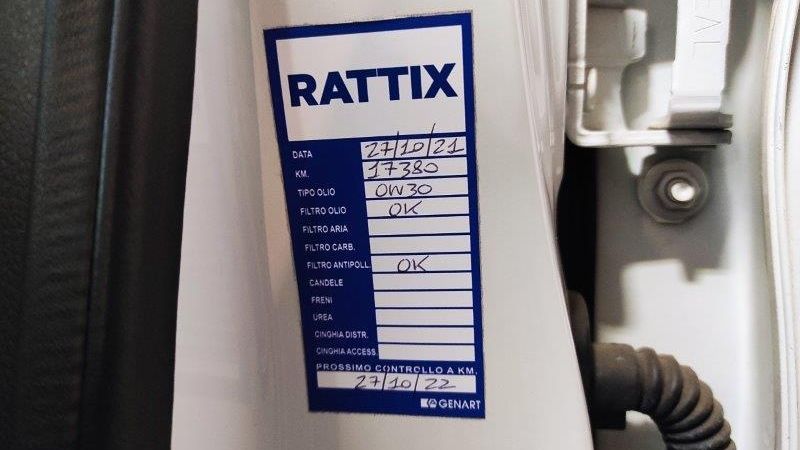 RATTIX
DATA 27/10/21
KM. 17380
TIPO OLIO 0W30
FILTRO OLIO OK
FILTRO ARIA
FILTRO CARB.
FILTRO ANTIPOLL. OK
CANDELE
FRENI
UREA
CINGHIA DISTR.
CINGHIA ACCESS.
PROSSIMO CONTROLLO A KM.
27/10/22
GENART